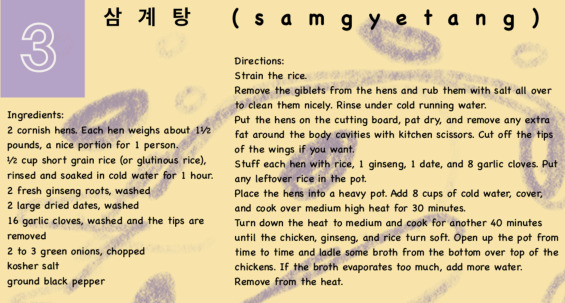 3
삼계탕 (samgyetang)
Ingredients:
2 cornish hens. Each hen weighs about 1½
pounds, a nice portion for 1 person.
½ cup short grain rice (or glutinous rice),
rinsed and soaked in cold water for 1 hour.
2 fresh ginseng roots, washed
2 large dried dates, washed
16 garlic cloves, washed and the tips are
removed
2 to 3 green onions, chopped
kosher salt
ground black pepper
Directions:
Strain the rice.
Remove the giblets from the hens and rub them with salt all over
to clean them nicely. Rinse under cold running water.
Put the hens on the cutting board, pat dry, and remove any extra
fat around the body cavities with kitchen scissors. Cut off the tips
of the wings if you want.
Stuff each hen with rice, 1 ginseng, 1 date, and 8 garlic cloves. Put
any leftover rice in the pot.
Place the hens into a heavy pot. Add 8 cups of cold water, cover,
and cook over medium high heat for 30 minutes.
Turn down the heat to medium and cook for another 40 minutes
until the chicken, ginseng, and rice turn soft. Open up the pot from
time to time and ladle some broth from the bottom over top of the
chickens. If the broth evaporates too much, add more water.
Remove from the heat.